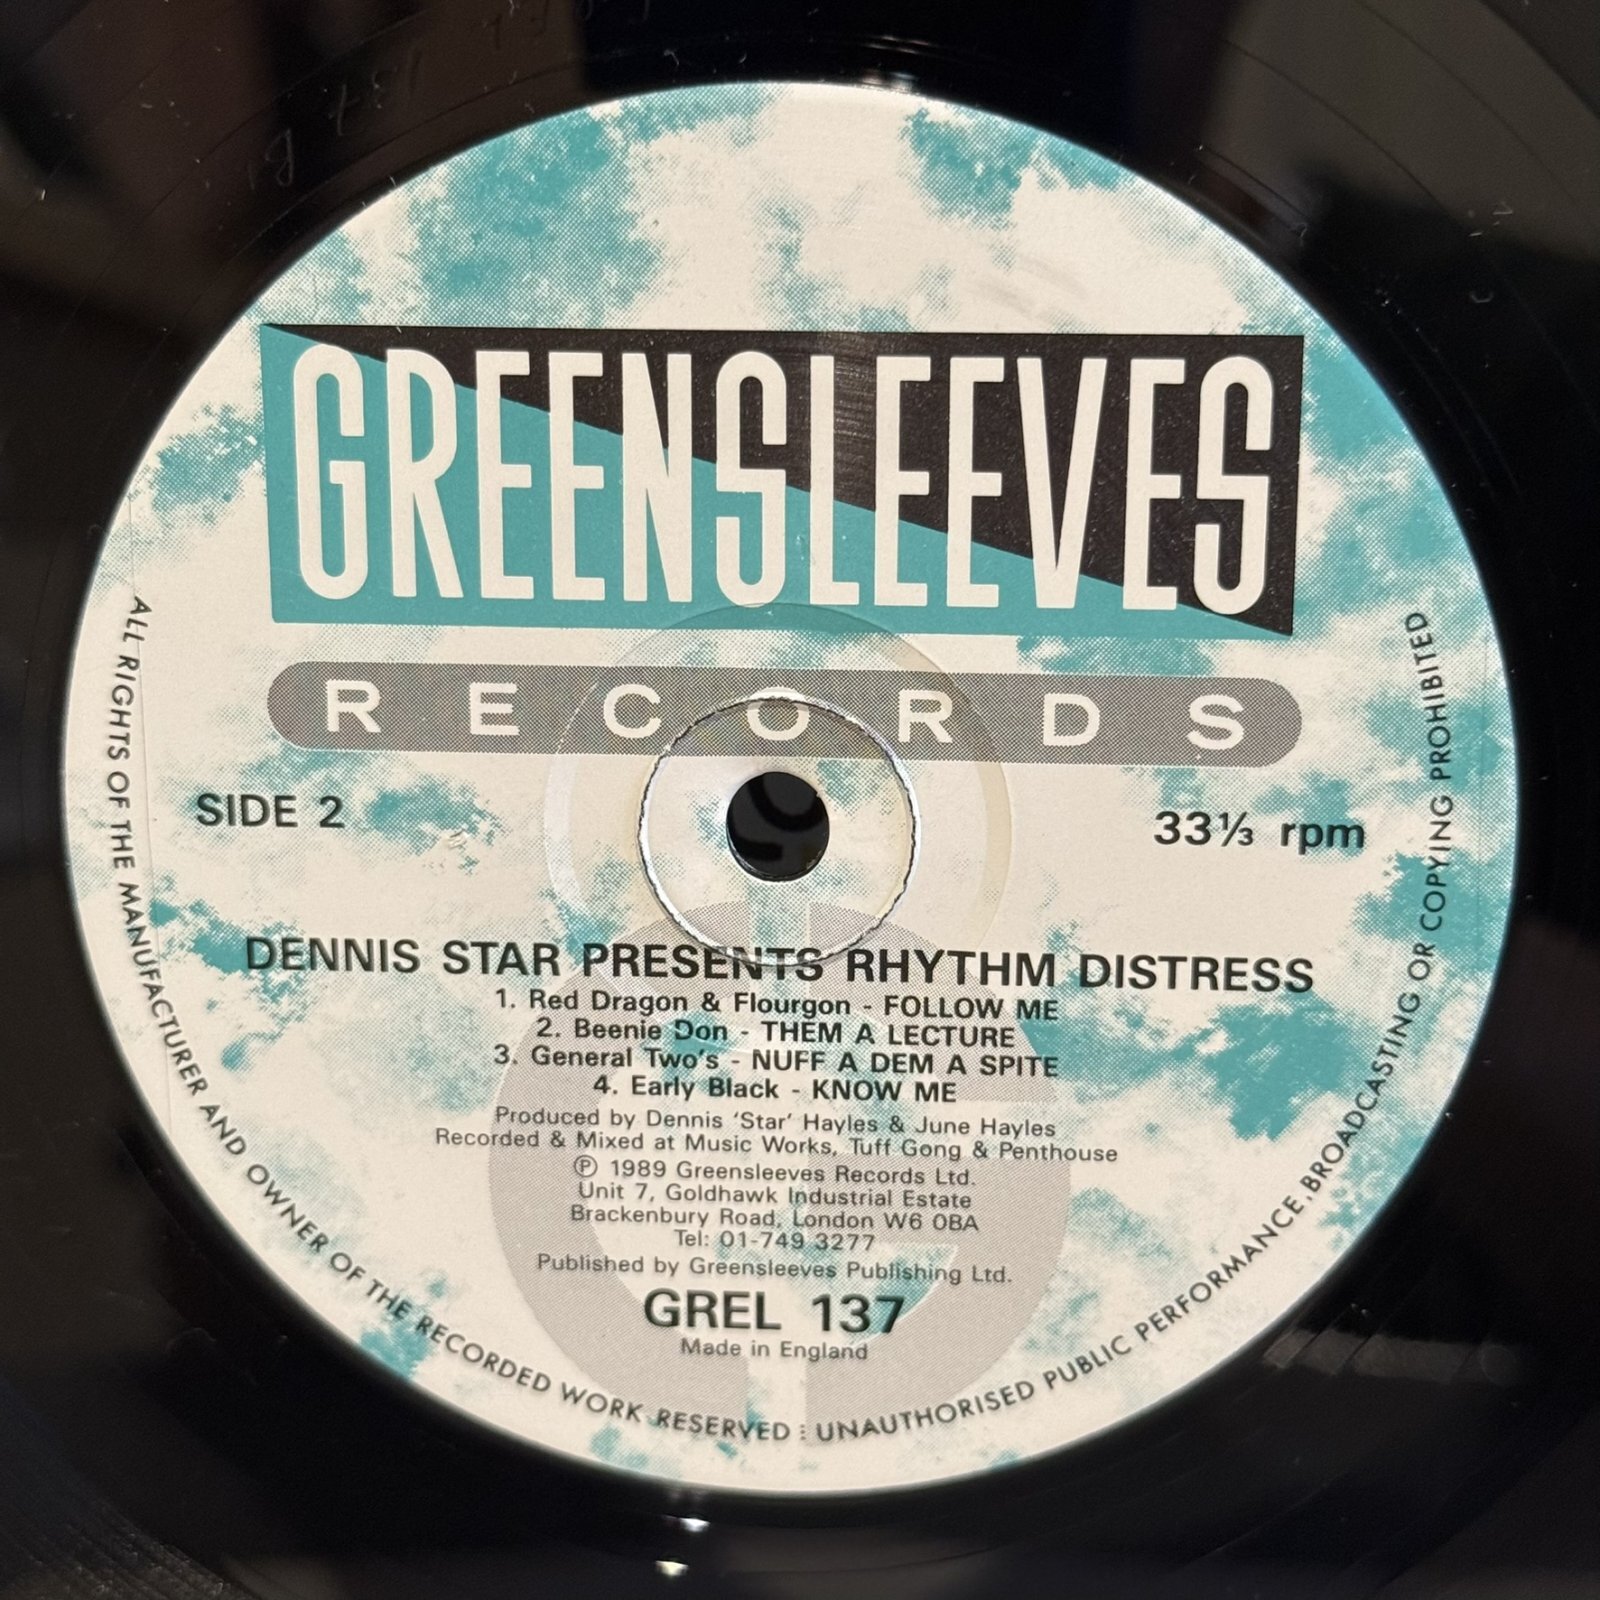 GREENSLEEVES
RECORDS
SIDE 2
33⅓ rpm
DENNIS STAR PRESENTS RHYTHM DISTRESS
1. Red Dragon & Flourgon - FOLLOW ME
2. Beenie Don - THEM A LECTURE
3. General Two's - NUFF A DEM A SPITE
4. Early Black - KNOW ME
Produced by Dennis 'Star' Hayles & June Hayles
Recorded & Mixed at Music Works, Tuff Gong & Penthouse
℗ 1989 Greensleeves Records Ltd.
Unit 7, Goldhawk Industrial Estate
Brackenbury Road, London W6 0BA
Tel: 01-749 3277
Published by Greensleeves Publishing Ltd.
GREL 137
Made in England
ALL RIGHTS OF THE MANUFACTURER AND OWNER OF THE RECORDED WORK RESERVED : UNAUTHORISED PUBLIC PERFORMANCE, BROADCASTING OR COPYING PROHIBITED